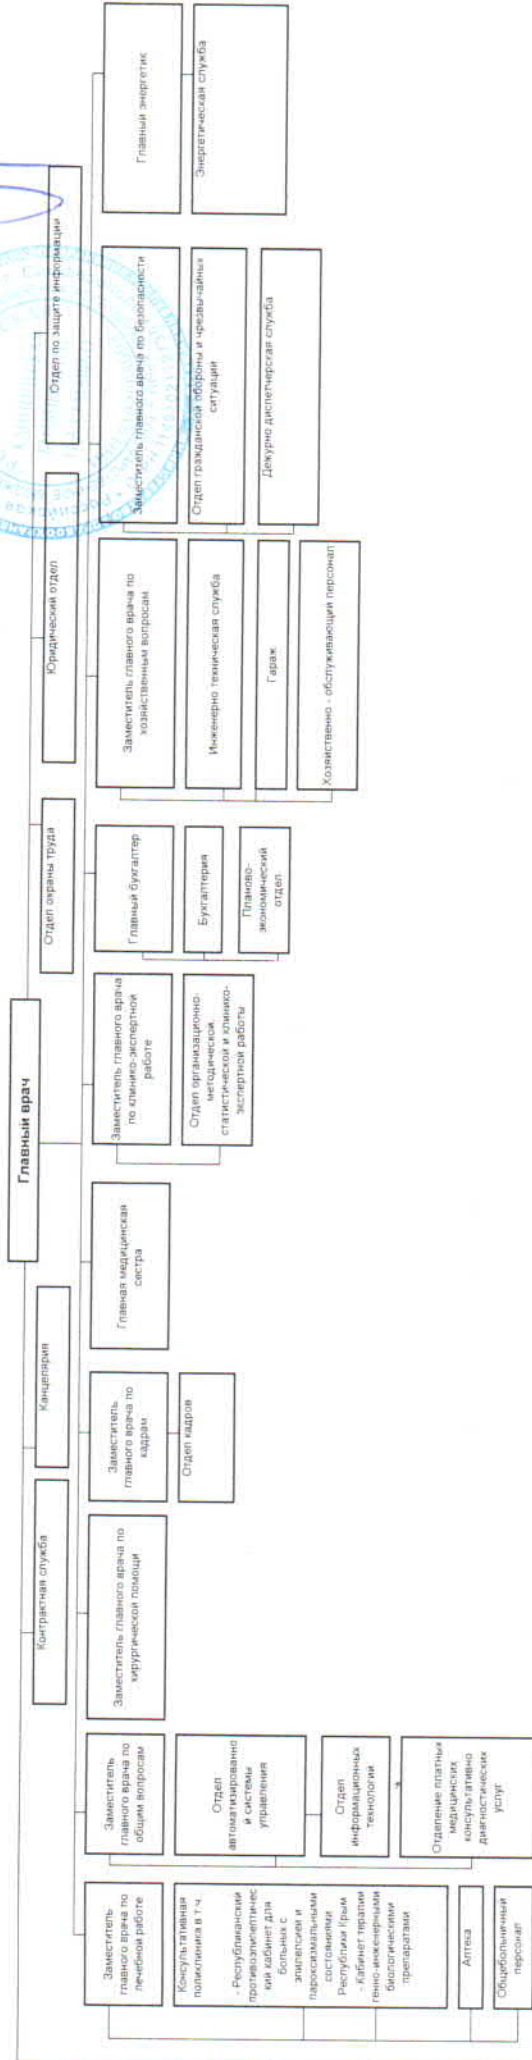 Главный врач
Контрактная служба
Канцелярия
Отдел охраны труда
Юридический отдел
Отдел по защите информации
Заместитель
главного врача по
лечебной работе
Консультативная
поликлиника в т.ч.
- Республиканский
противоэпилептичес
кий кабинет для
больных с
эпилепсией и
пароксизмальными
состояниями
Республики Крым
- Кабинет терапии
генно-инженерными
биологическими
препаратами
Аптека
Общебольничный
персонал
Заместитель
главного врача по
общим вопросам
Отдел
автоматизированно
й системы
управления
Отдел
информационных
технологий
Отделение платных
медицинских
консультативно
диагностических
услуг
Заместитель главного врача по
хирургической помощи
Заместитель
главного врача по
кадрам
Отдел кадров
Главная медицинская
сестра
Заместитель главного врача
по клинико-экспертной
работе
Отдел организационно-
методической,
статистической и клинико-
экспертной работы
Главный бухгалтер
Бухгалтерия
Планово-
экономический
отдел
Заместитель главного врача по
хозяйственным вопросам
Инженерно техническая служба
Гараж
Хозяйственно - обслуживающий персонал
Заместитель главного врача по безопасности
Отдел гражданской обороны и чрезвычайных
ситуации
Дежурно диспетчерская служба
Главный энергетик
Энергетическая служба